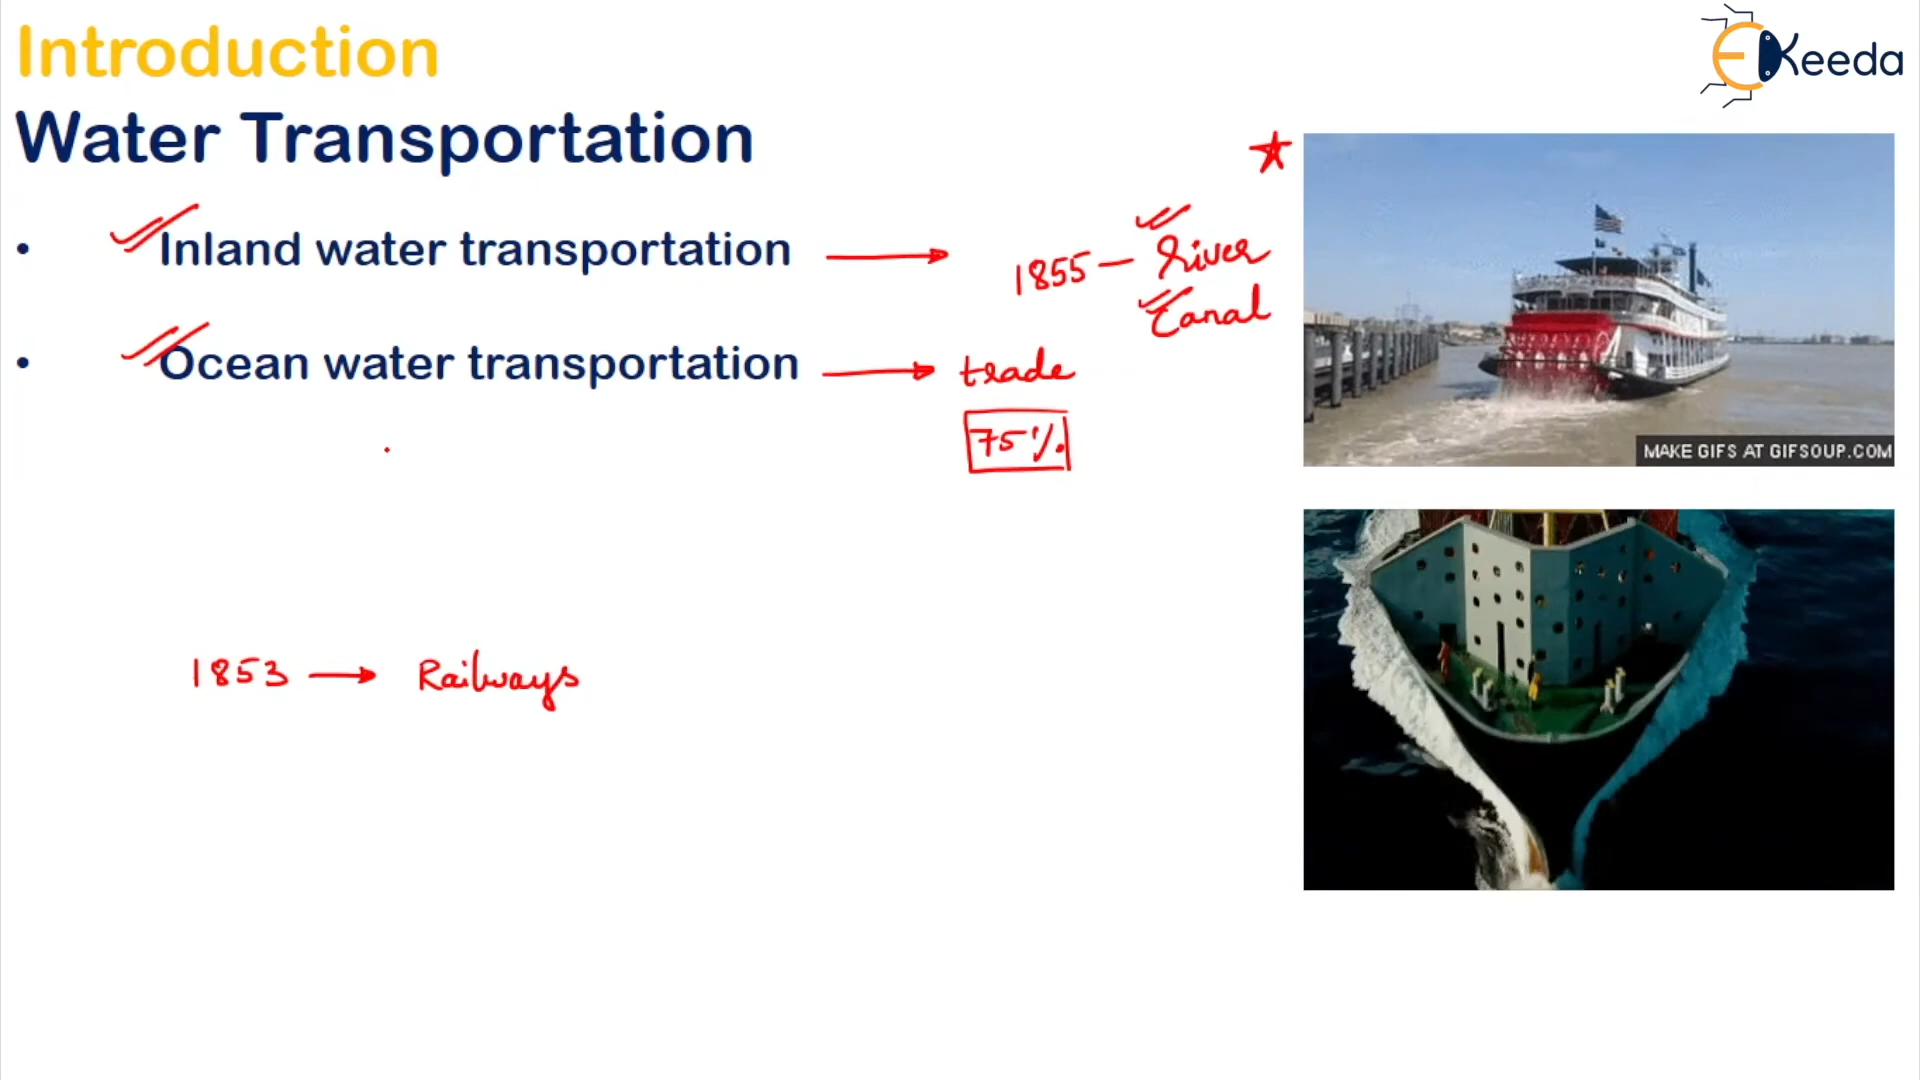 Introduction
EKeeda
Water Transportation
• Inland water transportation → 1855 – River
Canal
• Ocean water transportation → trade
75%
MAKE GIFS AT GIFSOUP.COM
1853 → Railways